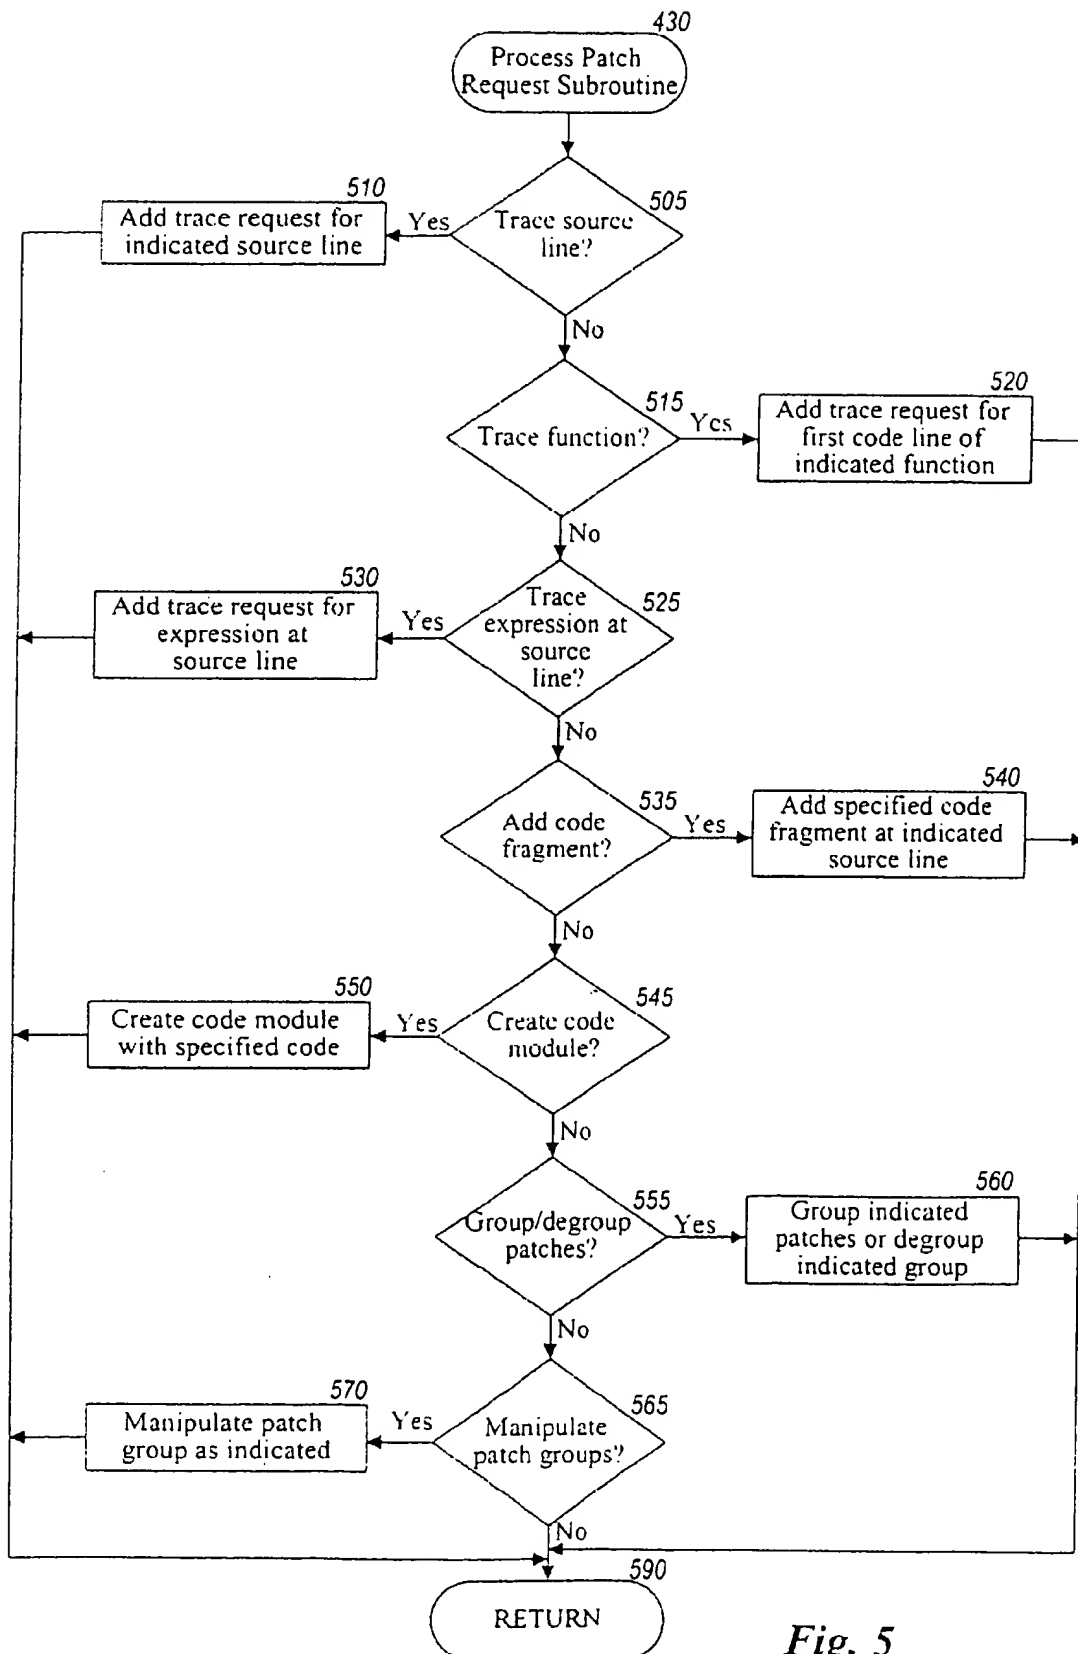 430
Process Patch
Request Subroutine
510
505
Add trace request for
indicated source line
Yes
Trace source
line?
No
515
520
Trace function?
Yes
Add trace request for
first code line of
indicated function
No
530
525
Add trace request for
expression at
source line
Yes
Trace
expression at
source
line?
No
535
540
Add code
fragment?
Yes
Add specified code
fragment at indicated
source line
No
550
545
Create code module
with specified code
Yes
Create code
module?
No
555
560
Group/degroup
patches?
Yes
Group indicated
patches or degroup
indicated group
No
570
565
Manipulate patch
group as indicated
Yes
Manipulate
patch groups?
No
590
RETURN
Fig. 5